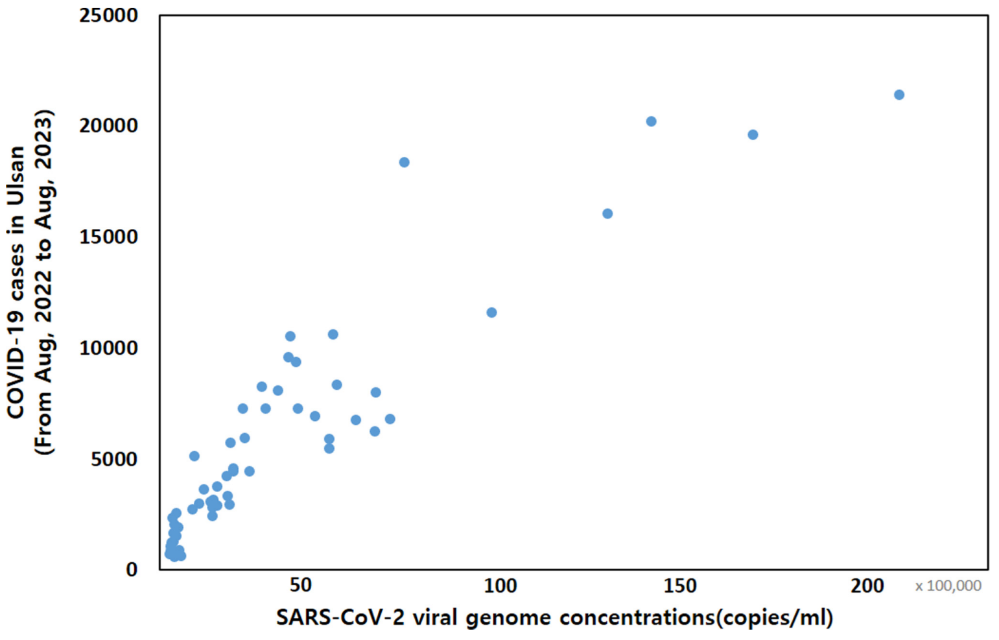 25000
20000
15000
10000
5000
0
COVID-19 cases in Ulsan
(From Aug, 2022 to Aug, 2023)
50
100
150
200
x 100,000
SARS-CoV-2 viral genome concentrations(copies/ml)